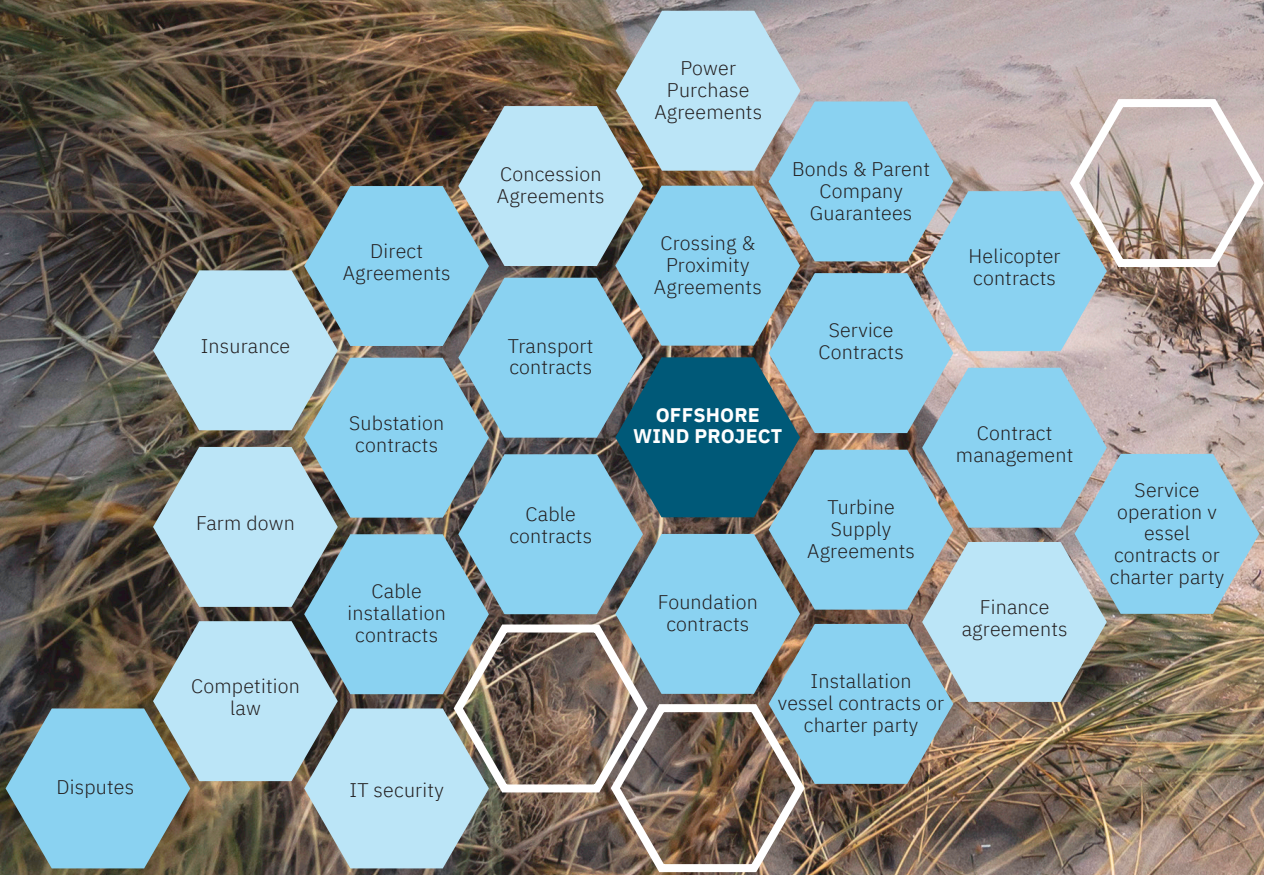 Power
Purchase
Agreements
Concession
Agreements
Bonds & Parent
Company
Guarantees
Direct
Agreements
Crossing &
Proximity
Agreements
Helicopter
contracts
Insurance
Transport
contracts
Service
Contracts
Substation
contracts
OFFSHORE
WIND PROJECT
Contract
management
Farm down
Cable
contracts
Turbine
Supply
Agreements
Service
operation v
essel
contracts or
charter party
Cable
installation
contracts
Foundation
contracts
Finance
agreements
Competition
law
Installation
vessel contracts or
charter party
Disputes
IT security